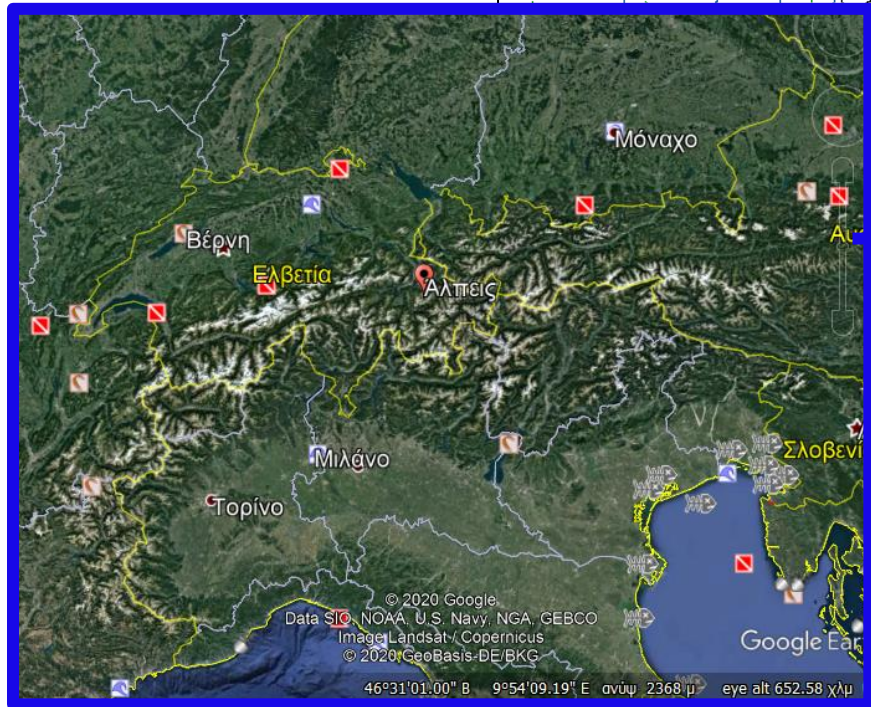 Μόναχο
Βέρνη
Ελβετία
Άλπεις
Μιλάνο
Τορίνο
Σλοβενί
© 2020 Google
Data SIO, NOAA, U.S. Navy, NGA, GEBCO
Image Landsat / Copernicus
© 2020 GeoBasis-DE/BKG
Google Ear
46°31'01.00" Β 9°54'09.19" Ε ανύψ 2368 μ eye alt 652.58 χλμ